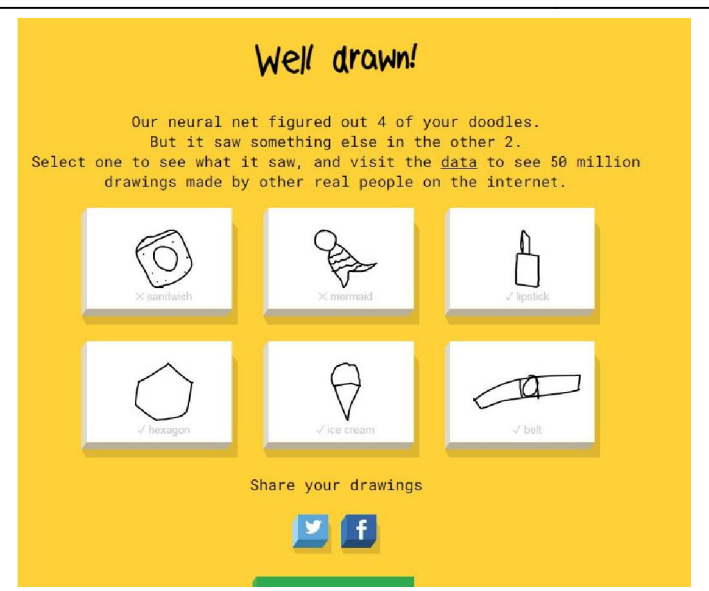 Well drawn!
Our neural net figured out 4 of your doodles.
But it saw something else in the other 2.
Select one to see what it saw, and visit the data to see 50 million
drawings made by other real people on the internet.
✕ sandwich
✕ mermaid
✓ lipstick
✓ hexagon
✓ ice cream
✓ belt
Share your drawings